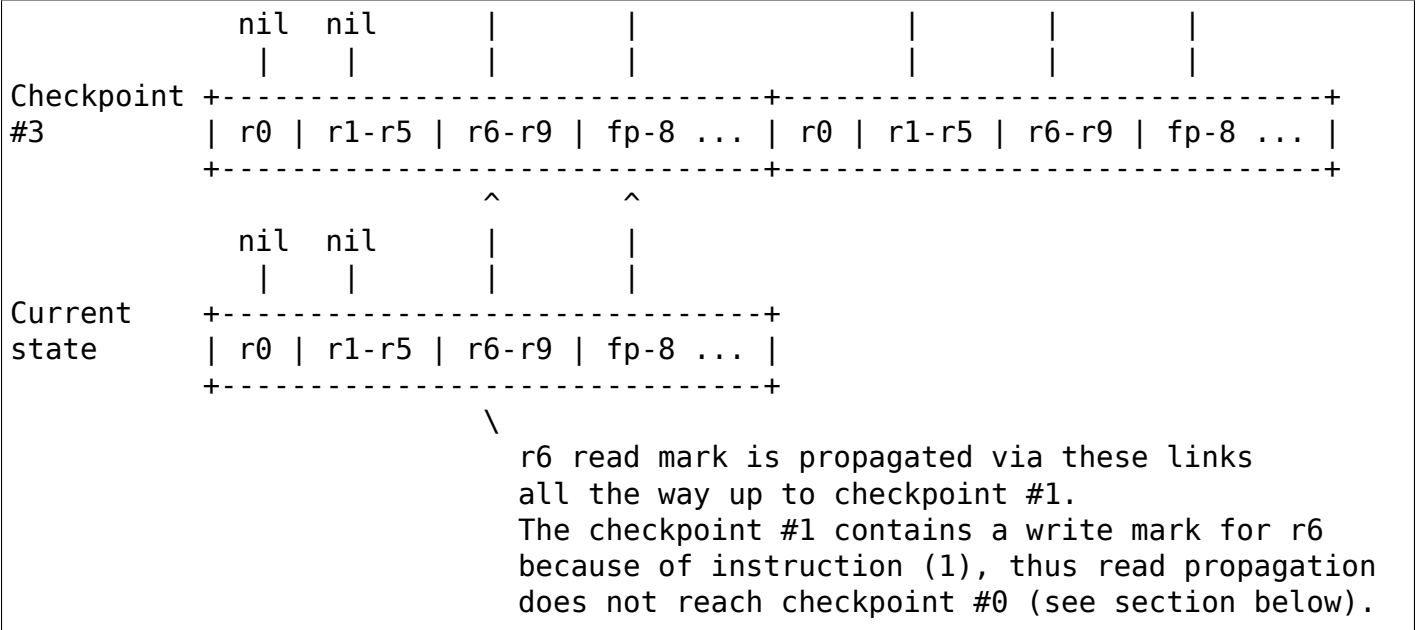 nil  nil      |       |               |       |       |
              |    |       |       |               |       |       |
Checkpoint +-------------------------------+-------------------------------+
#3         | r0 | r1-r5 | r6-r9 | fp-8 ... | r0 | r1-r5 | r6-r9 | fp-8 ... |
           +-------------------------------+-------------------------------+
                           ^       ^
             nil  nil      |       |
              |    |       |       |
Current    +-------------------------------+
state      | r0 | r1-r5 | r6-r9 | fp-8 ... |
           +-------------------------------+
                           \
                             r6 read mark is propagated via these links
                             all the way up to checkpoint #1.
                             The checkpoint #1 contains a write mark for r6
                             because of instruction (1), thus read propagation
                             does not reach checkpoint #0 (see section below).